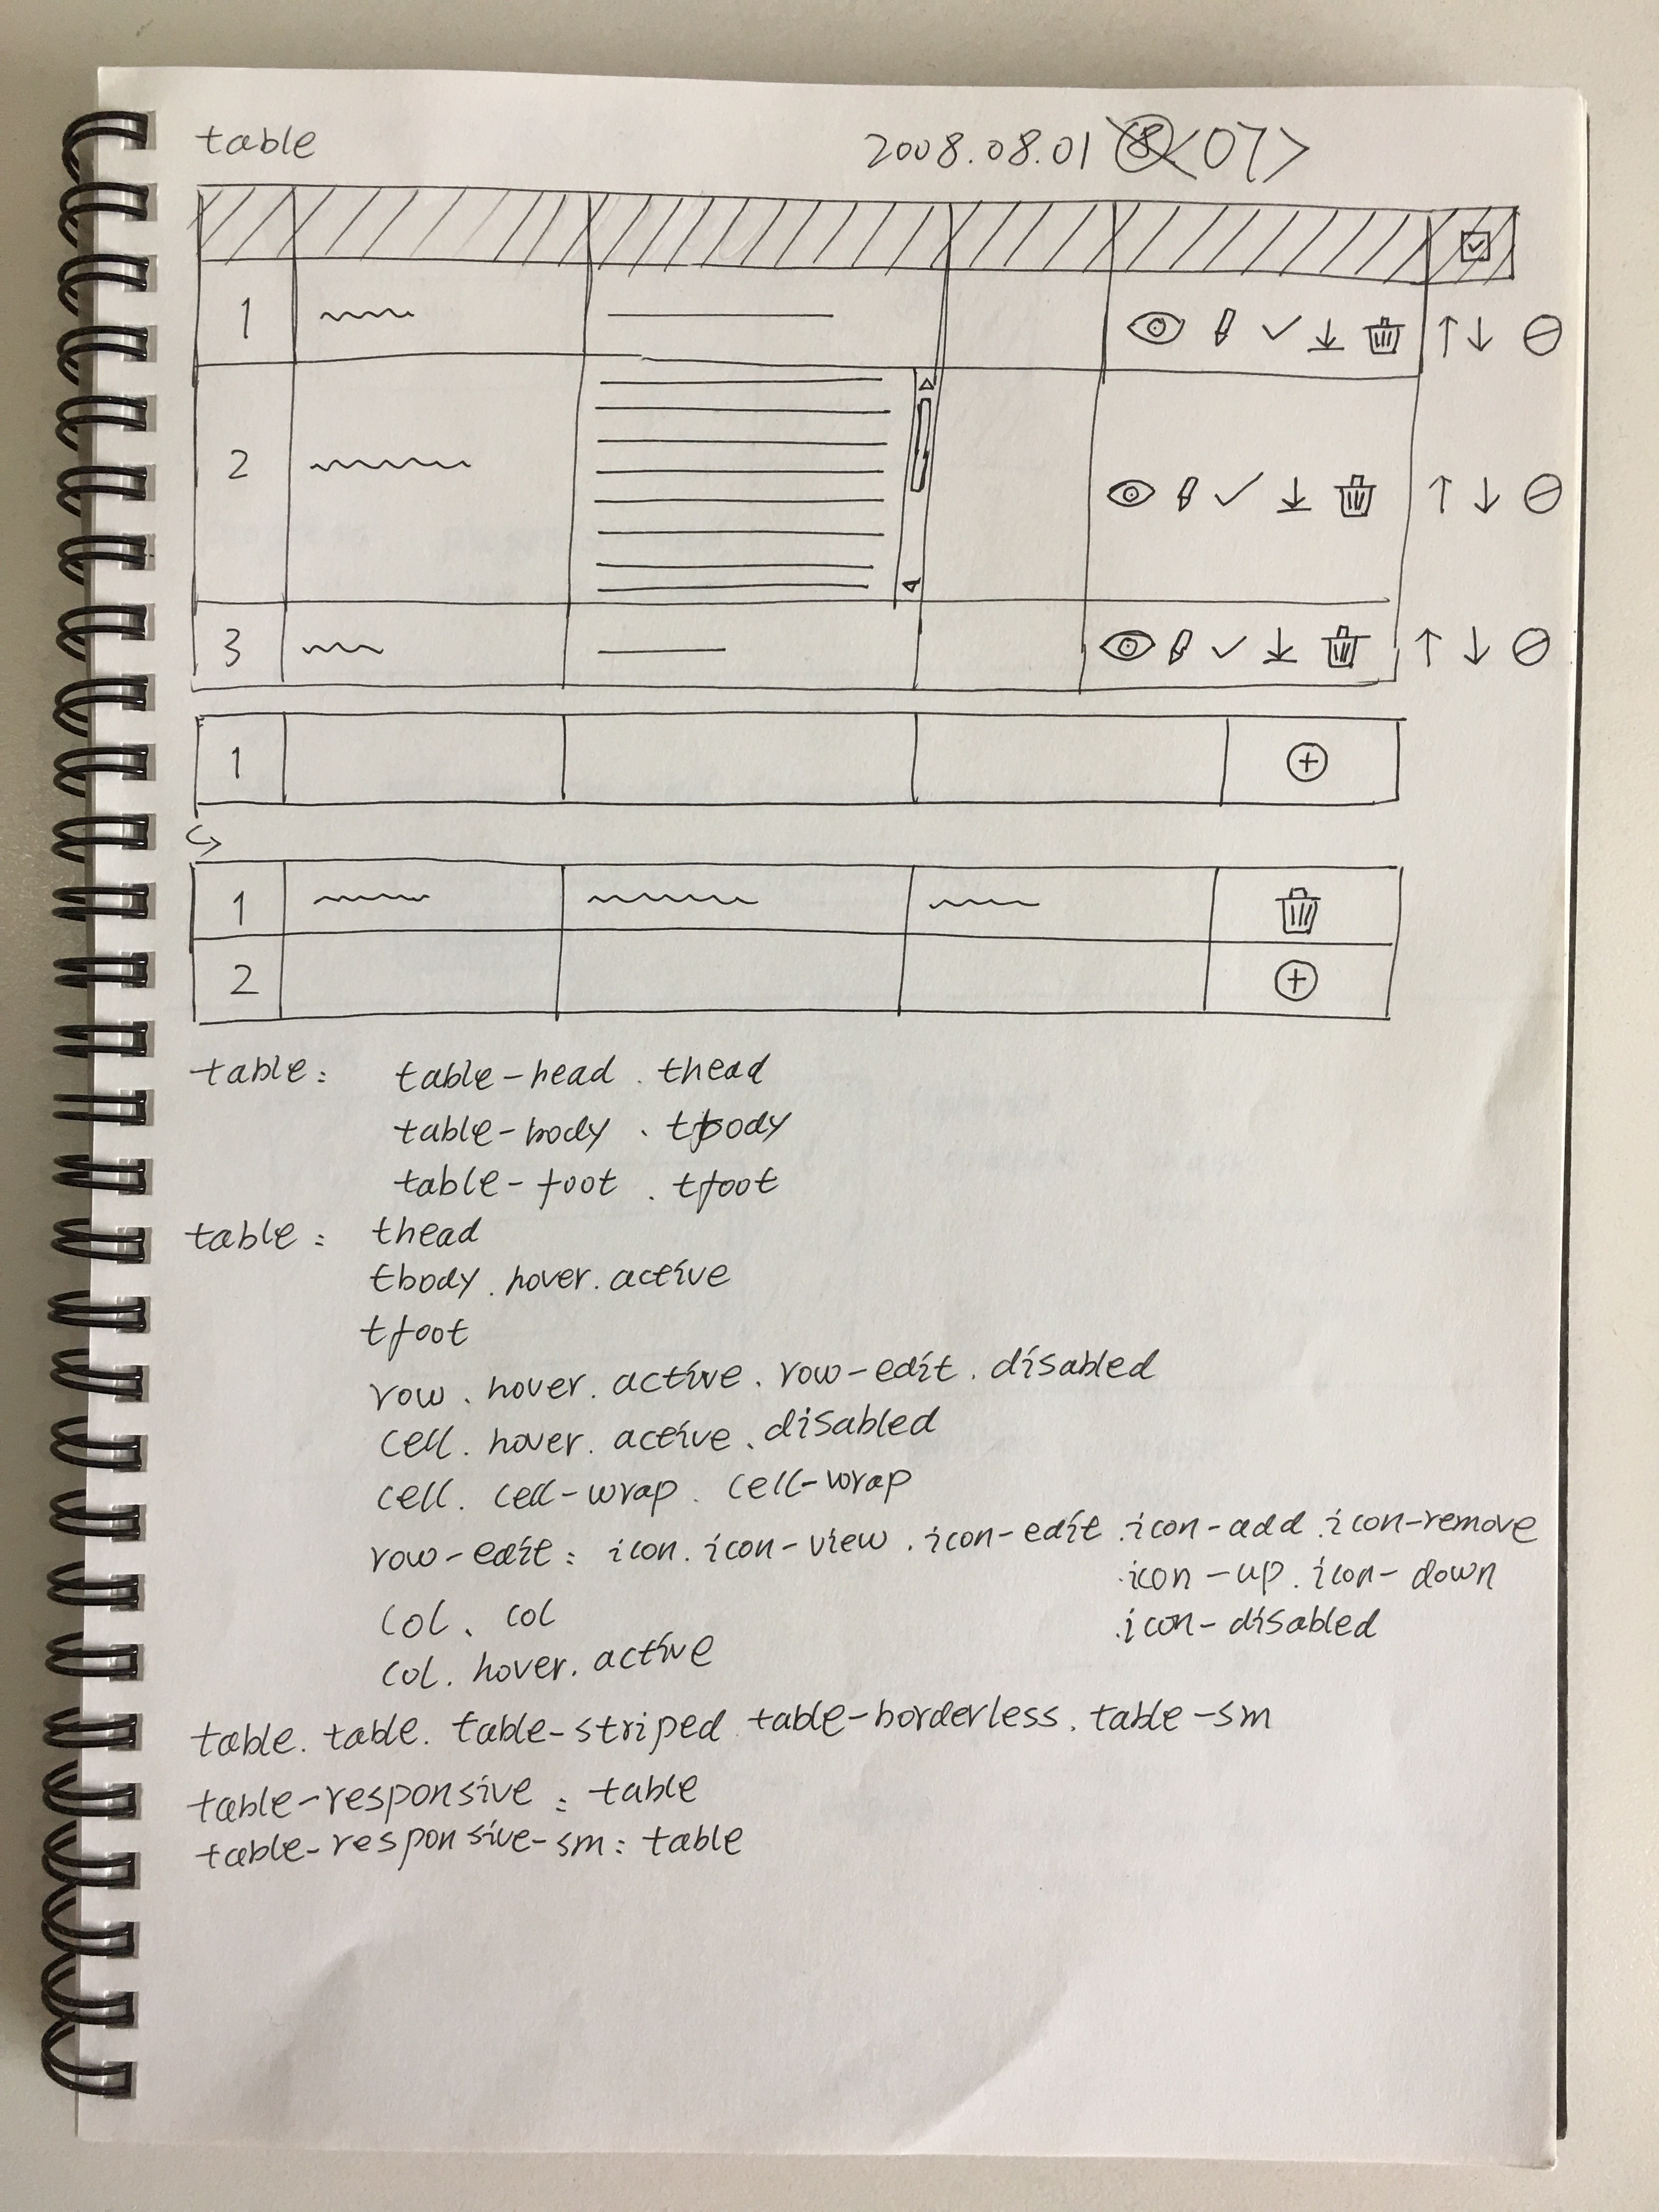 table 2008.08.01 <07>
1
2
3
1
1
2
table: table-head . thead
table-body . tbody
table-foot . tfoot
table: thead
tbody . hover . active
tfoot
row . hover . active . row-edit . disabled
cell . hover . active . disabled
cell . cell-wrap . cell-wrap
row-edit: icon . icon-view . icon-edit . icon-add . icon-remove
. icon-up . icon-down
. icon-disabled
col . col
col . hover . active
table . table . table-striped . table-borderless . table-sm
table-responsive: table
table-responsive-sm: table